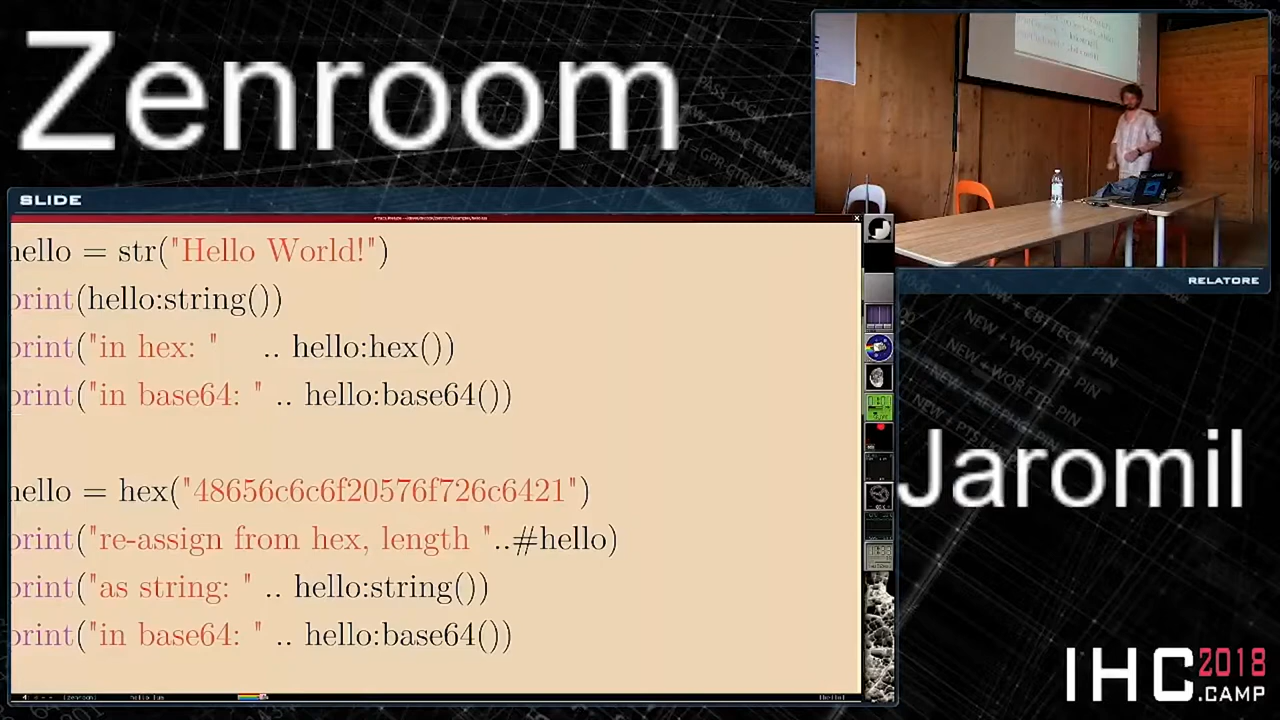 Zenroom
SLIDE
hello = str("Hello World!")
print(hello:string())
print("in hex: " .. hello:hex())
print("in base64: " .. hello:base64())
hello = hex("48656c6c6f20576f726c6421")
print("re-assign from hex, length "..#hello)
print("as string: " .. hello:string())
print("in base64: " .. hello:base64())
RELATORE
Jaromil
IHC 2018
.CAMP